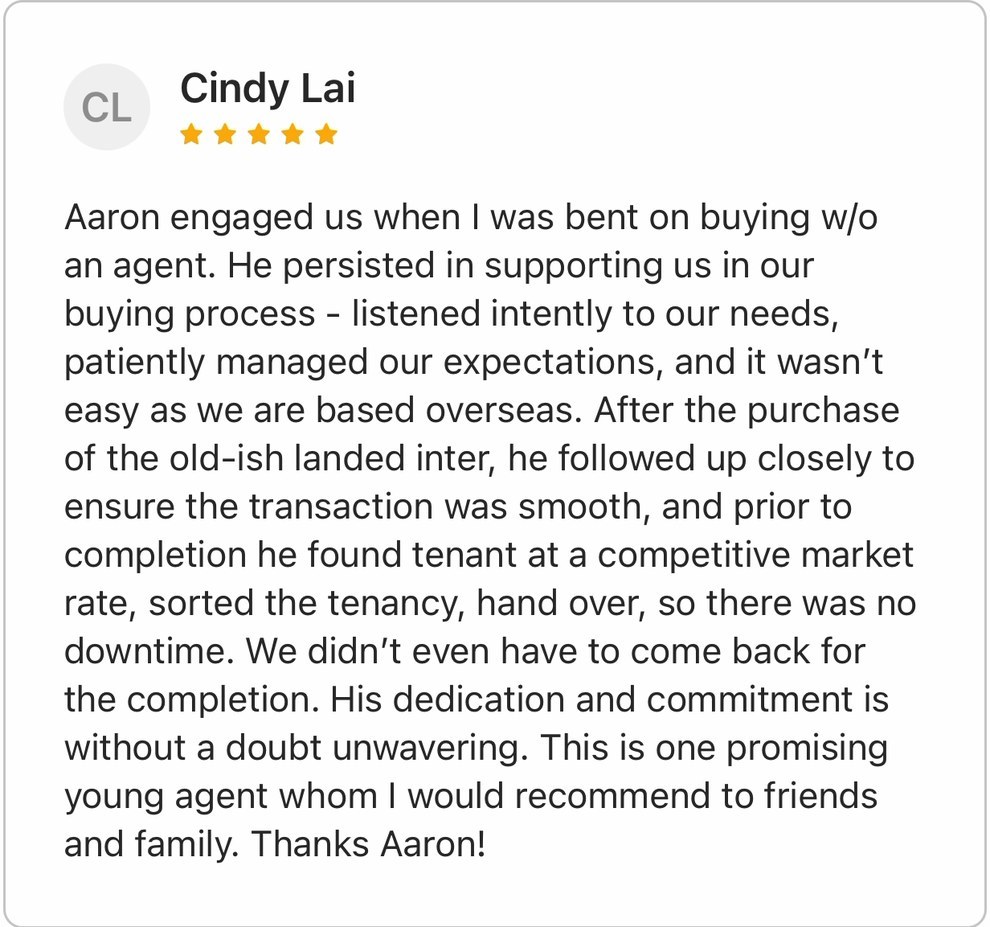 CL
Cindy Lai
Aaron engaged us when I was bent on buying w/o
an agent. He persisted in supporting us in our
buying process - listened intently to our needs,
patiently managed our expectations, and it wasn’t
easy as we are based overseas. After the purchase
of the old-ish landed inter, he followed up closely to
ensure the transaction was smooth, and prior to
completion he found tenant at a competitive market
rate, sorted the tenancy, hand over, so there was no
downtime. We didn’t even have to come back for
the completion. His dedication and commitment is
without a doubt unwavering. This is one promising
young agent whom I would recommend to friends
and family. Thanks Aaron!